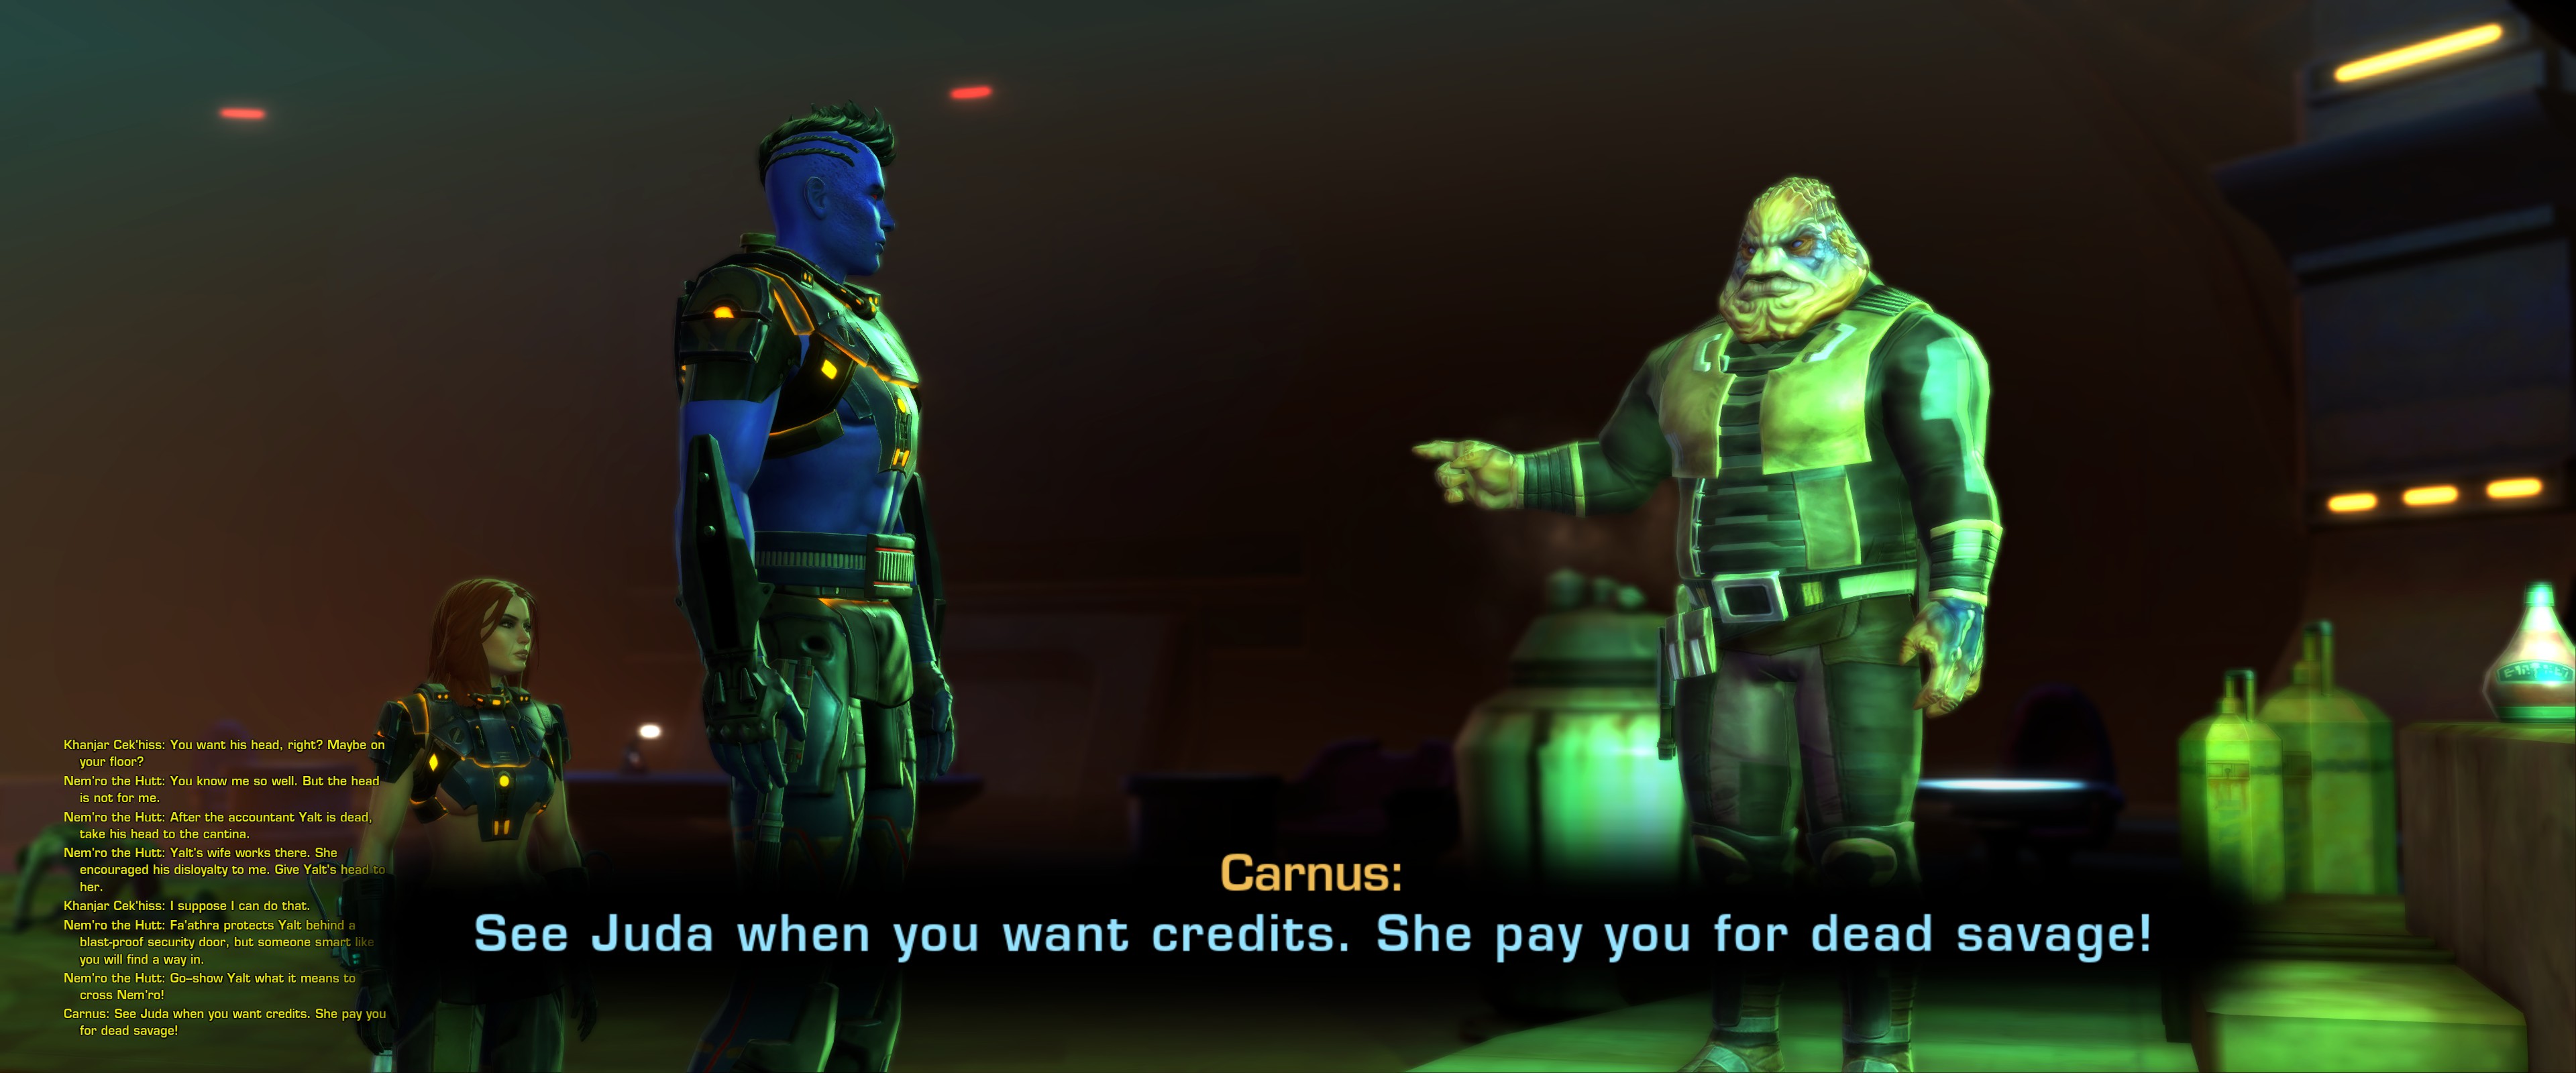 Khanjar Cek'hiss: You want his head, right? Maybe on
your floor?
Nem'ro the Hutt: You know me so well. But the head
is not for me.
Nem'ro the Hutt: After the accountant Yalt is dead,
take his head to the cantina.
Nem'ro the Hutt: Yalt's wife works there. She
encouraged his disloyalty to me. Give Yalt's head to
her.
Khanjar Cek'hiss: I suppose I can do that.
Nem'ro the Hutt: Fa'athra protects Yalt behind a
blast-proof security door, but someone smart like
you will find a way in.
Nem'ro the Hutt: Go–show Yalt what it means to
cross Nem'ro!
Carnus: See Juda when you want credits. She pay you
for dead savage!
Carnus:
See Juda when you want credits. She pay you for dead savage!